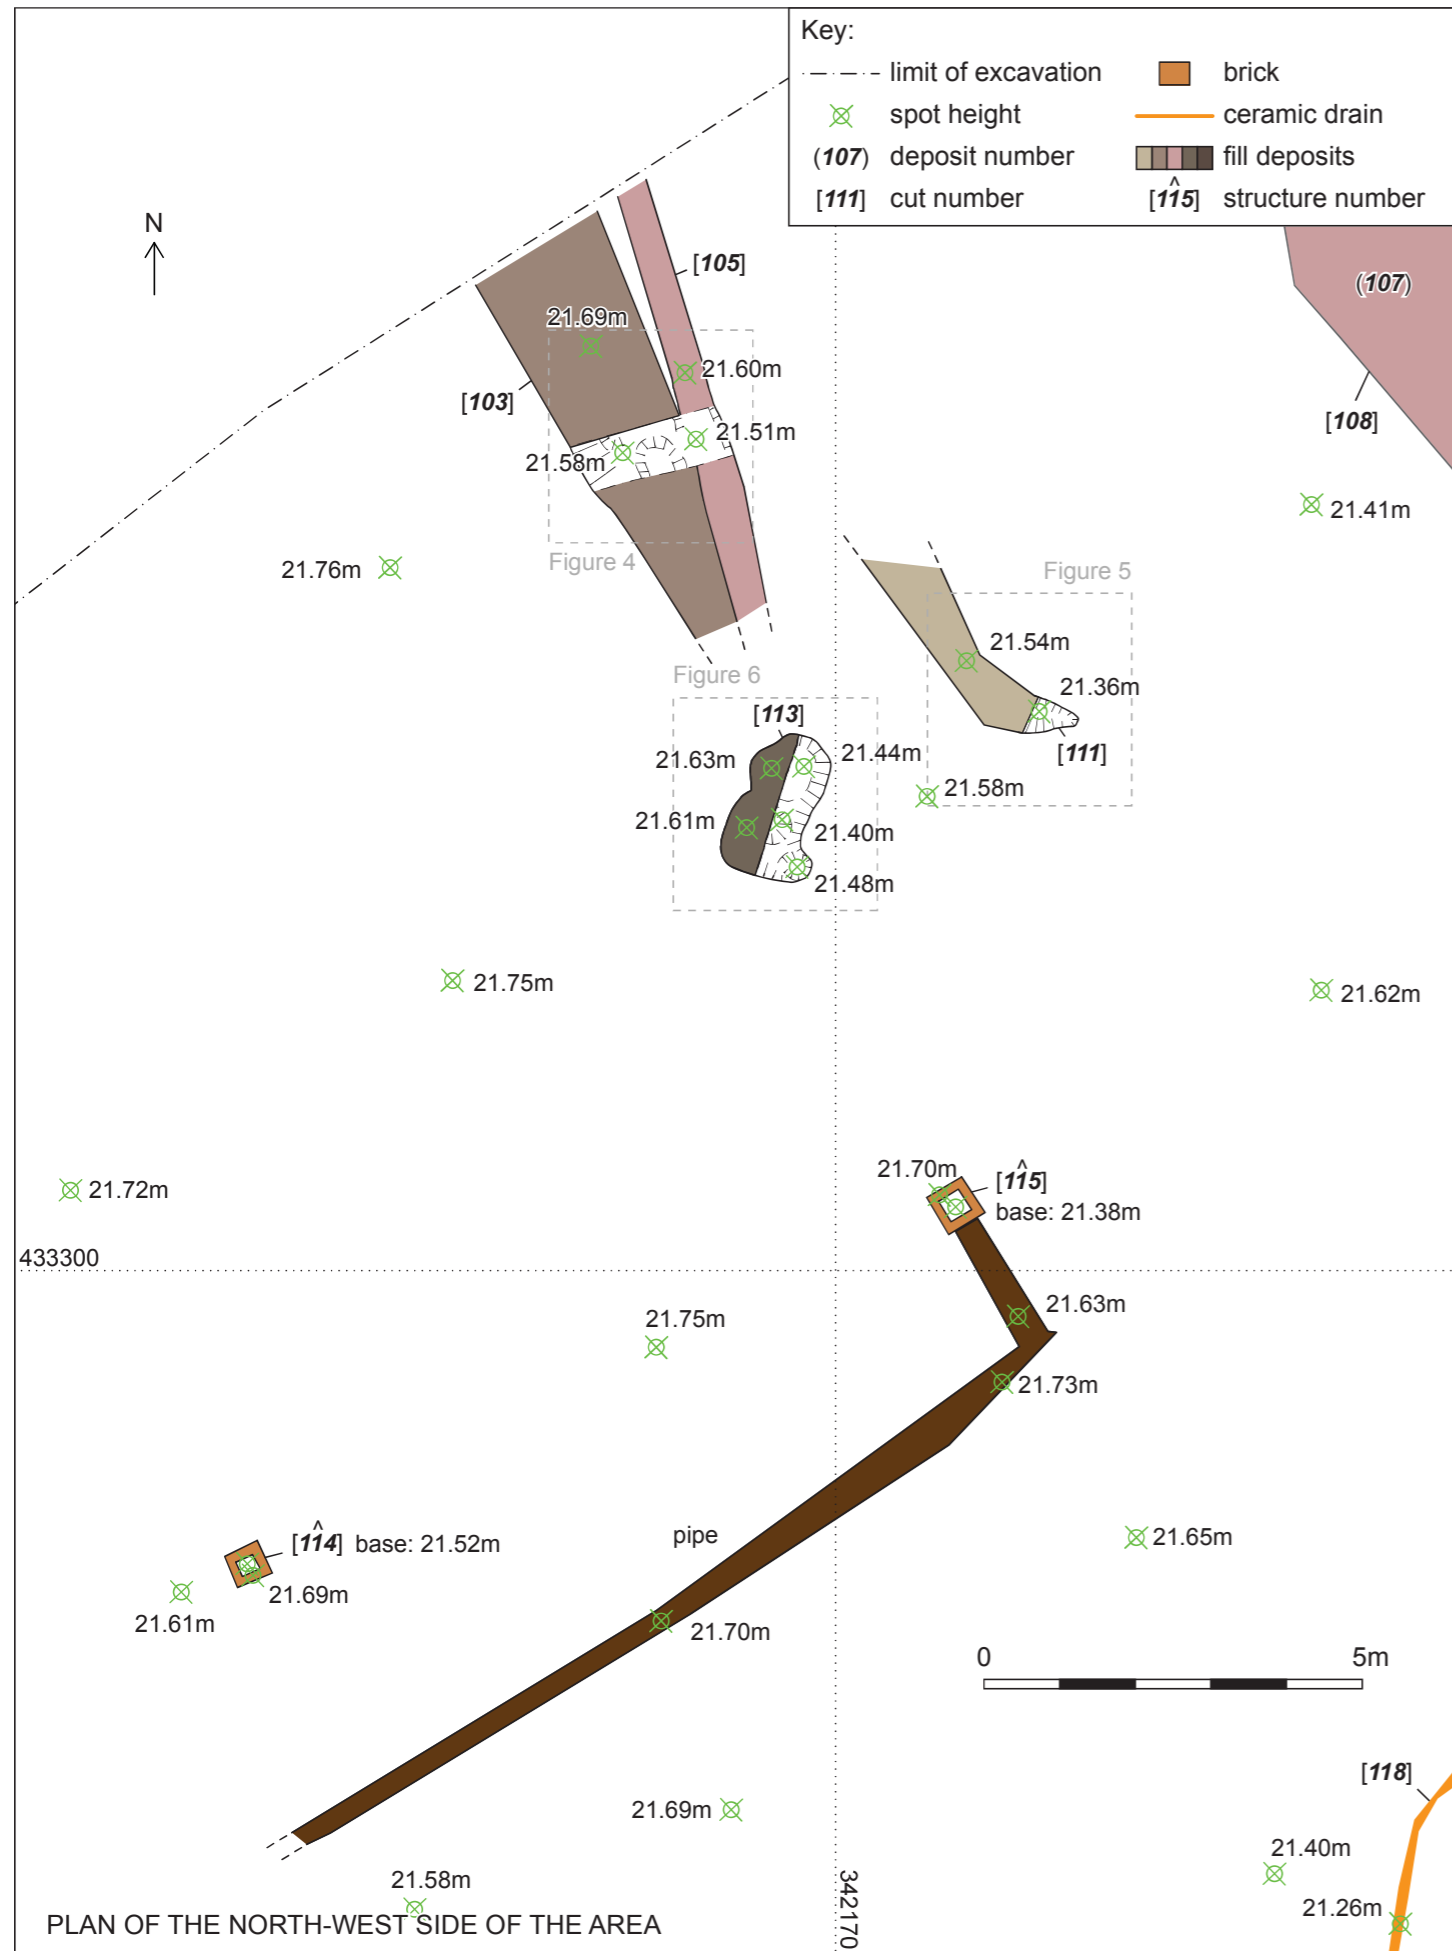 Key:
limit of excavation
brick
spot height
ceramic drain
(107) deposit number
fill deposits
[111] cut number
[115] structure number
^
N
[105]
(107)
21.69m
21.60m
[103]
[108]
21.51m
21.58m
21.41m
21.76m
Figure 4
Figure 5
21.54m
Figure 6
21.36m
[113]
[111]
21.63m
21.44m
21.58m
21.61m
21.40m
21.48m
21.75m
21.62m
21.70m
[115]
^
21.72m
base: 21.38m
433300
21.63m
21.75m
21.73m
pipe
[114] base: 21.52m
^
21.65m
21.69m
21.61m
21.70m
0 5m
[118]
21.69m
21.40m
21.58m
21.26m
342170
PLAN OF THE NORTH-WEST SIDE OF THE AREA